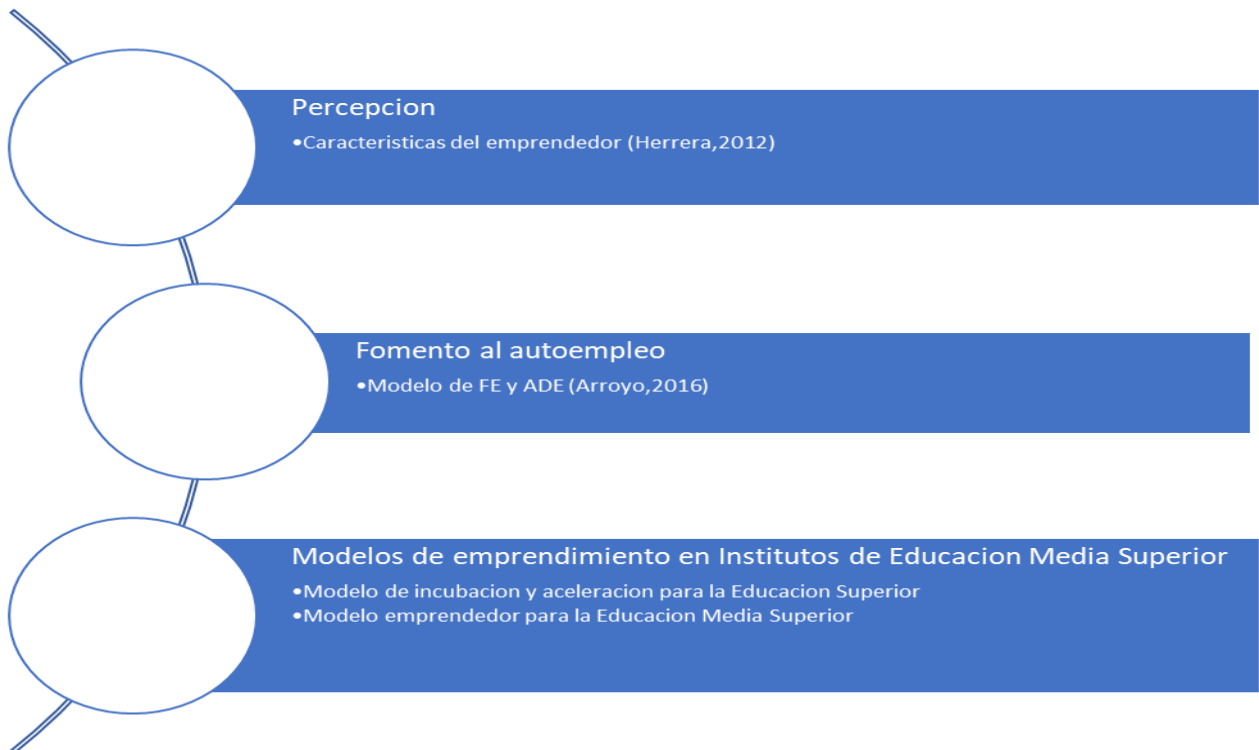 Percepcion
•Caracteristicas del emprendedor (Herrera,2012)
Fomento al autoempleo
•Modelo de FE y ADE (Arroyo,2016)
Modelos de emprendimiento en Institutos de Educacion Media Superior
•Modelo de incubacion y aceleracion para la Educacion Superior
•Modelo emprendedor para la Educacion Media Superior